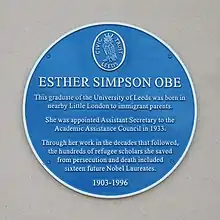 CIVIC TRUST
LEEDS
ESTHER SIMPSON OBE
This graduate of the University of Leeds was born in
nearby Little London to immigrant parents.
She was appointed Assistant Secretary to the
Academic Assistance Council in 1933.
Through her work in the decades that followed,
the hundreds of refugee scholars she saved
from persecution and death included
sixteen future Nobel Laureates.
1903-1996